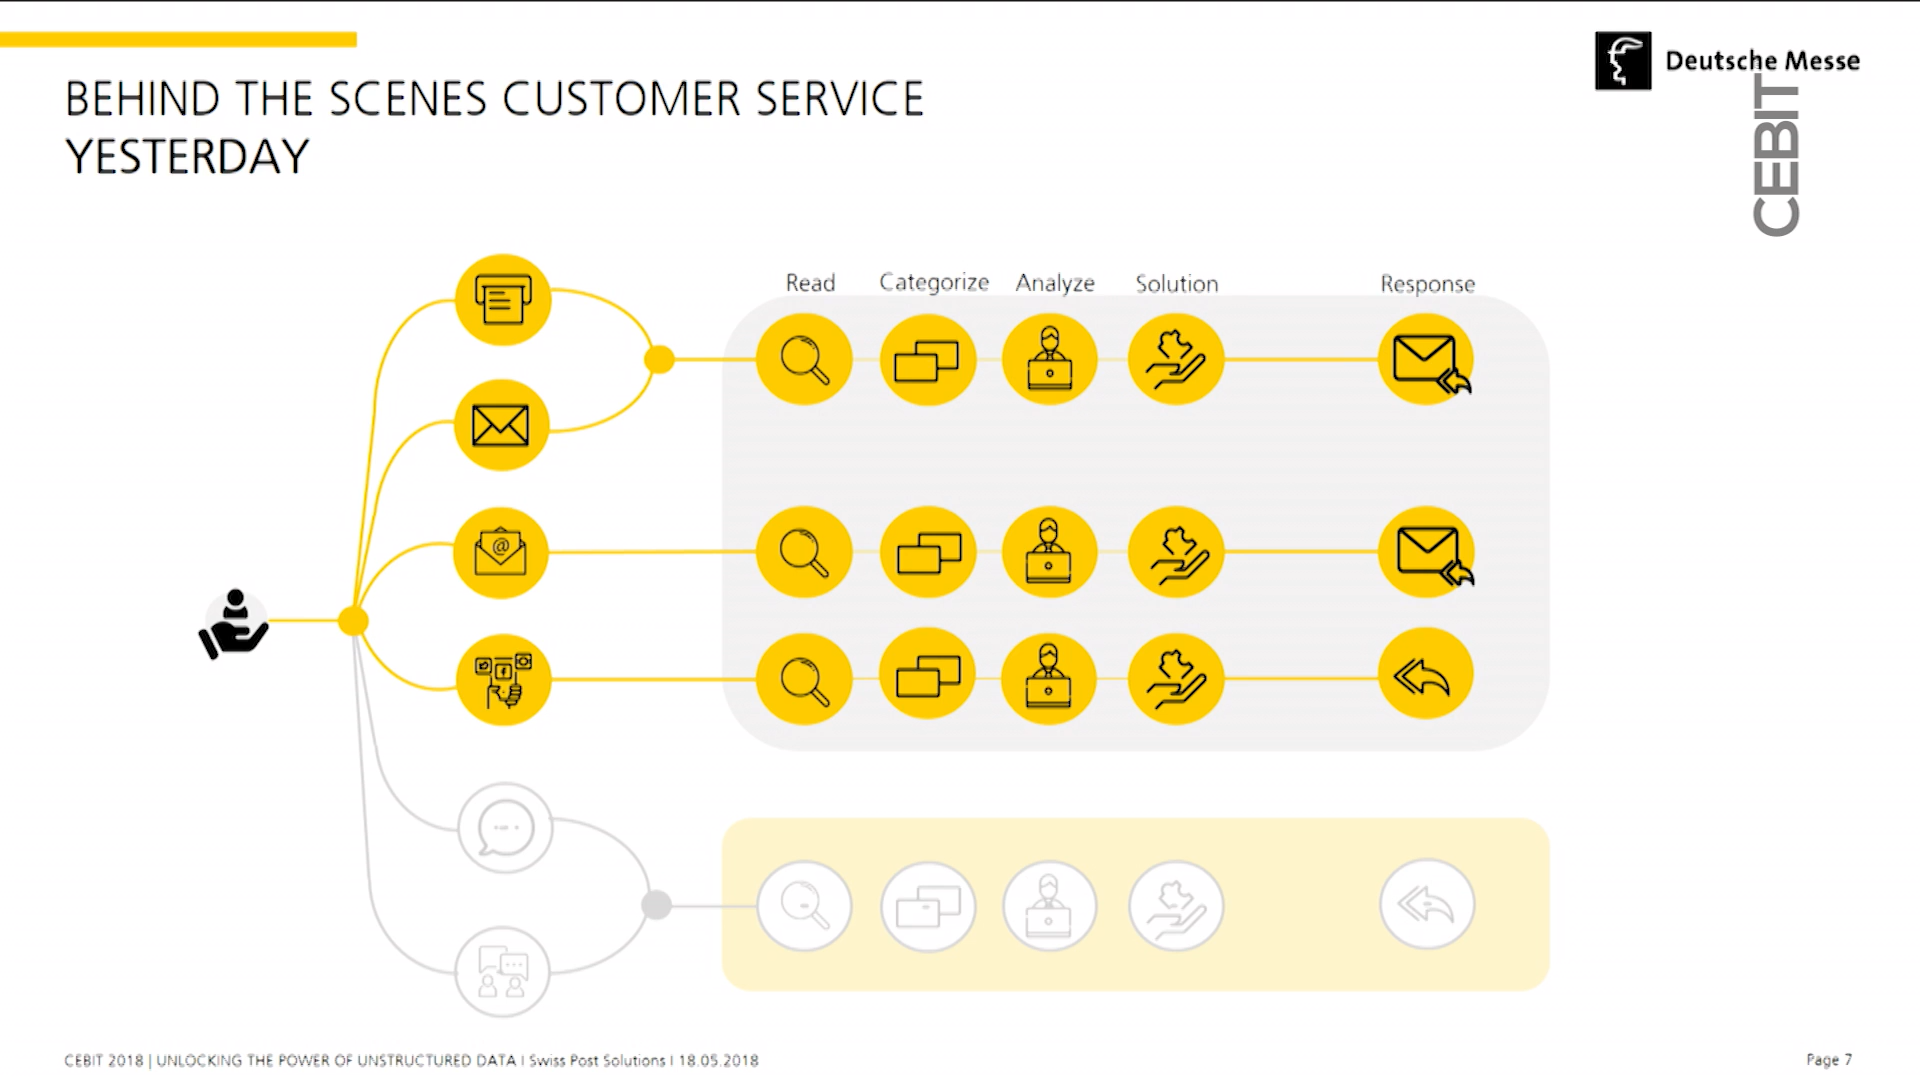 Deutsche Messe
CEBIT
BEHIND THE SCENES CUSTOMER SERVICE
YESTERDAY
Read Categorize Analyze Solution Response
@
CEBIT 2018 | UNLOCKING THE POWER OF UNSTRUCTURED DATA I Swiss Post Solutions I 18.05.2018
Page 7